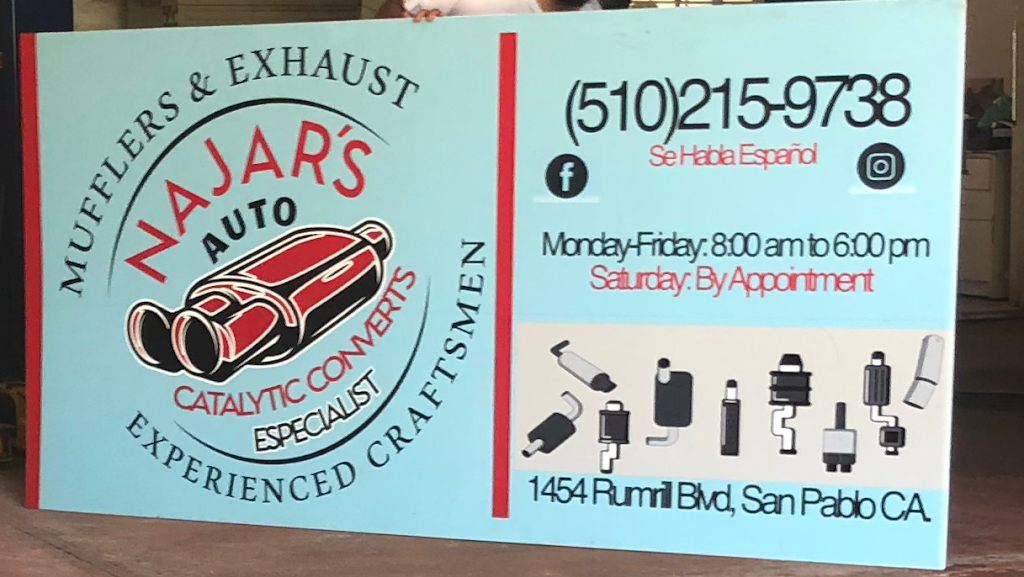 MUFFLERS & EXHAUST
NAJAR'S
AUTO
CATALYTIC CONVERTS
ESPECIALIST
EXPERIENCED CRAFTSMEN
(510)215-9738
Se Habla Español
Monday-Friday: 8:00 am to 6:00 pm
Saturday: By Appointment
1454 Rumrill Blvd, San Pablo CA.